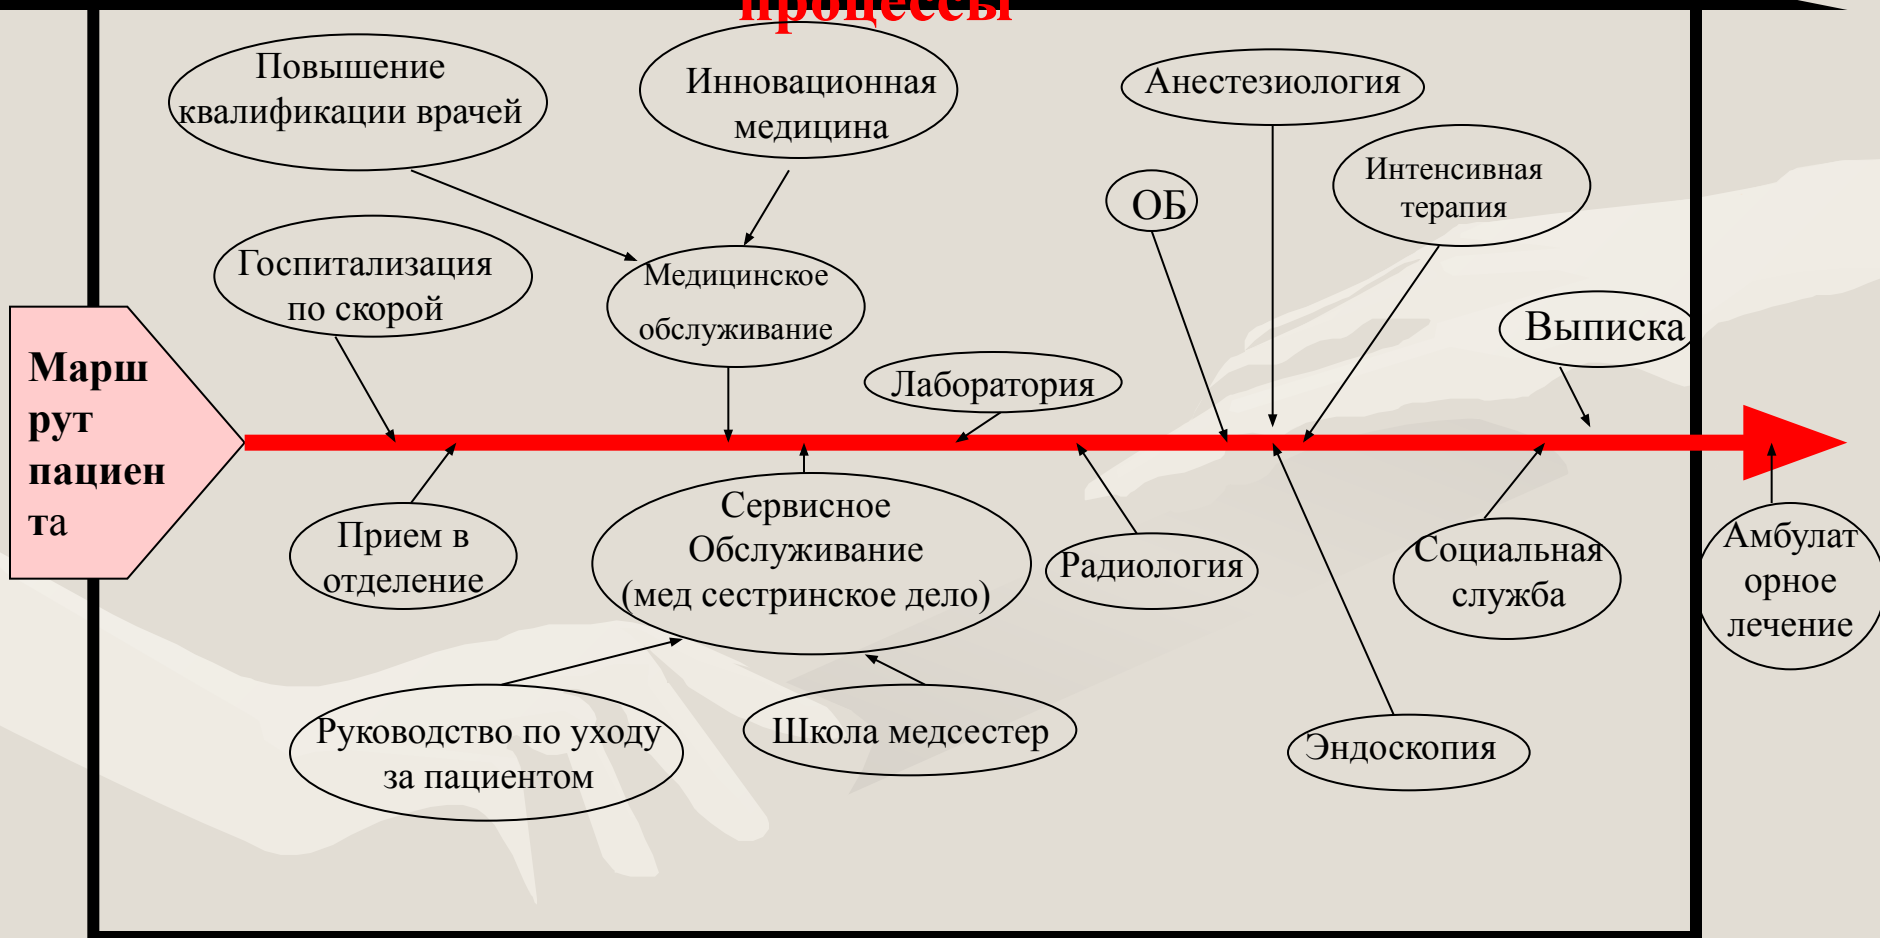 процессы
Повышение
квалификации врачей
Инновационная
медицина
Анестезиология
Интенсивная
терапия
ОБ
Госпитализация
по скорой
Медицинское
обслуживание
Выписка
Лаборатория
Марш
рут
пациен
та
Прием в
отделение
Сервисное
Обслуживание
(мед сестринское дело)
Радиология
Социальная
служба
Амбулат
орное
лечение
Руководство по уходу
за пациентом
Школа медсестер
Эндоскопия